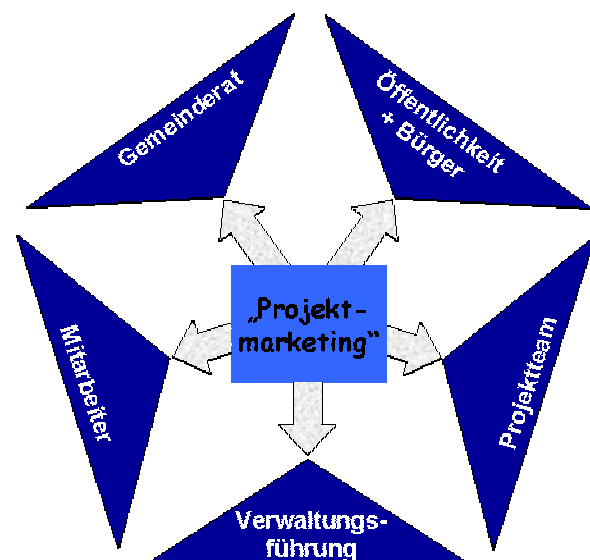 Gemeinderat
Öffentlichkeit
+ Bürger
„Projekt-
marketing“
Mitarbeiter
Projektteam
Verwaltungs-
führung